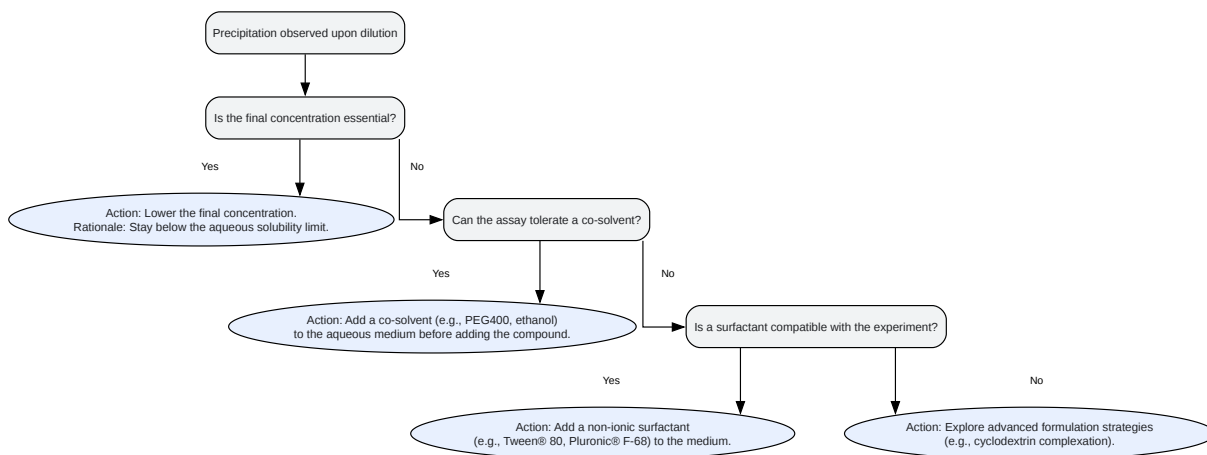 Precipitation observed upon dilution
Is the final concentration essential?
Yes
No
Action: Lower the final concentration.
Rationale: Stay below the aqueous solubility limit.
Can the assay tolerate a co-solvent?
Yes
No
Action: Add a co-solvent (e.g., PEG400, ethanol)
to the aqueous medium before adding the compound.
Is a surfactant compatible with the experiment?
Yes
No
Action: Add a non-ionic surfactant
(e.g., Tween® 80, Pluronic® F-68) to the medium.
Action: Explore advanced formulation strategies
(e.g., cyclodextrin complexation).